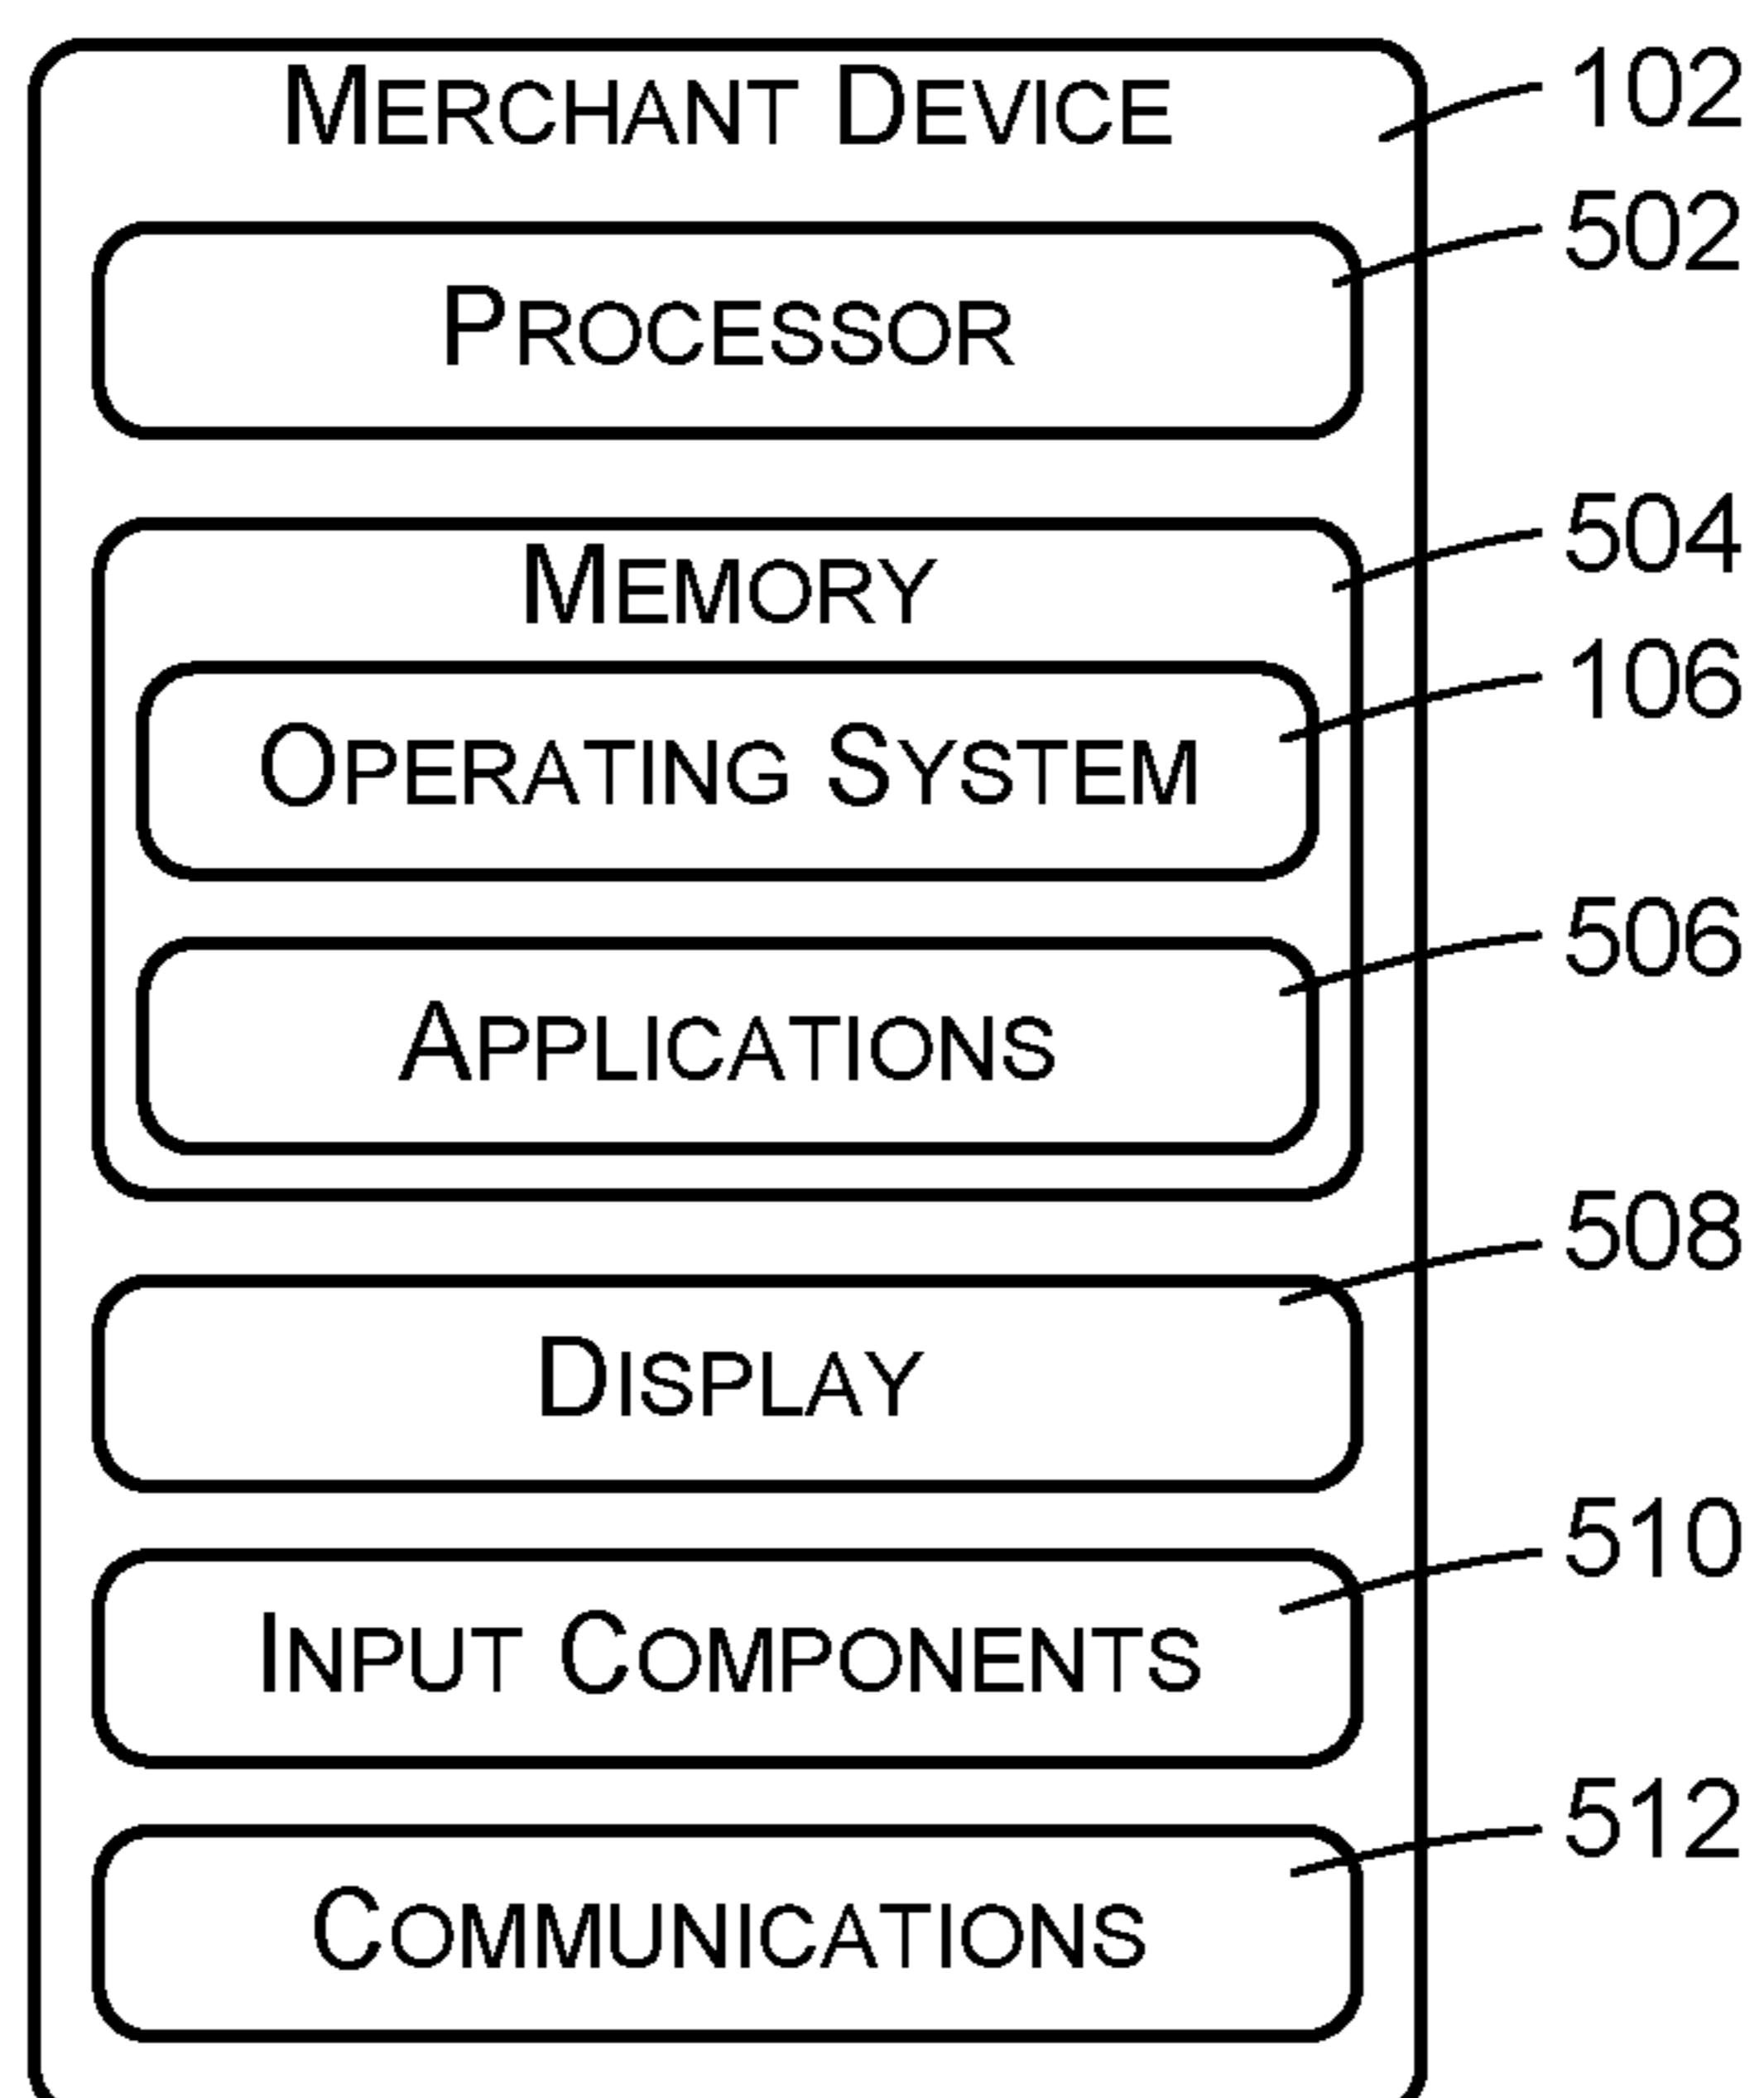 MERCHANT DEVICE 102
PROCESSOR 502
MEMORY 504
OPERATING SYSTEM 106
APPLICATIONS 506
DISPLAY 508
INPUT COMPONENTS 510
COMMUNICATIONS 512